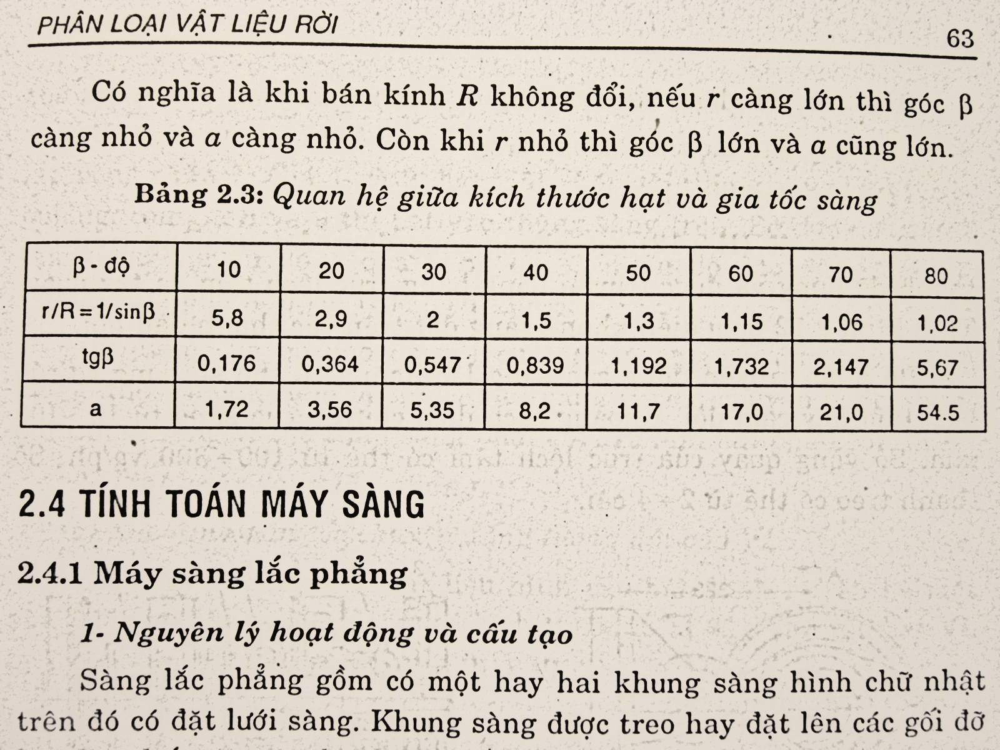 PHÂN LOẠI VẬT LIỆU RỜI 63
Có nghĩa là khi bán kính R không đổi, nếu r càng lớn thì góc β
càng nhỏ và a càng nhỏ. Còn khi r nhỏ thì góc β lớn và a cũng lớn.
Bảng 2.3: Quan hệ giữa kích thước hạt và gia tốc sàng
β - độ 10 20 30 40 50 60 70 80
r/R = 1/sinβ 5,8 2,9 2 1,5 1,3 1,15 1,06 1,02
tgβ 0,176 0,364 0,547 0,839 1,192 1,732 2,147 5,67
a 1,72 3,56 5,35 8,2 11,7 17,0 21,0 54.5
2.4 TÍNH TOÁN MÁY SÀNG
2.4.1 Máy sàng lắc phẳng
1- Nguyên lý hoạt động và cấu tạo
Sàng lắc phẳng gồm có một hay hai khung sàng hình chữ nhật
trên đó có đặt lưới sàng. Khung sàng được treo hay đặt lên các gối đỡ